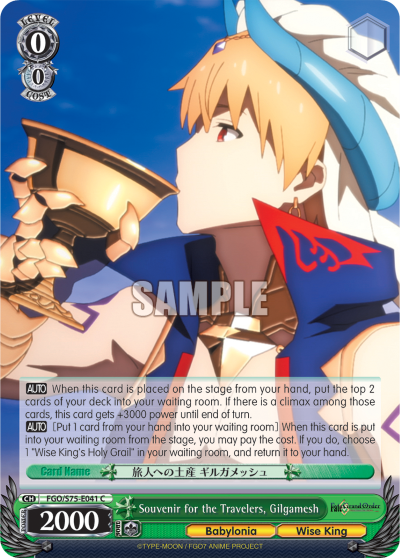 LEVEL
0
0
COST
SAMPLE
AUTO When this card is placed on the stage from your hand, put the top 2
cards of your deck into your waiting room. If there is a climax among those
cards, this card gets +3000 power until end of turn.
AUTO [Put 1 card from your hand into your waiting room] When this card is put
into your waiting room from the stage, you may pay the cost. If you do, choose
1 "Wise King's Holy Grail" in your waiting room, and return it to your hand.
Card Name 旅人への土産 ギルガメッシュ
CH FGO/S75-E041 C
Souvenir for the Travelers, Gilgamesh
Fate Grand Order
2000
Babylonia Wise King
©TYPE-MOON / FGO7 ANIME PROJECT